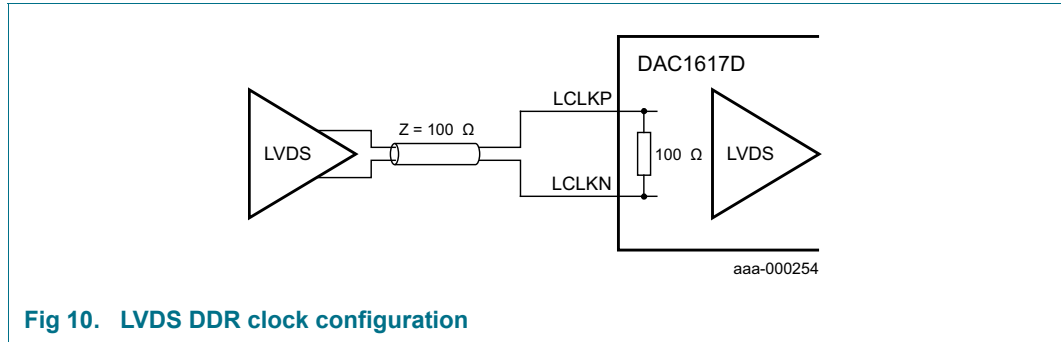 DAC1617D
LCLKP
Z = 100 Ω
LVDS
100 Ω
LVDS
LCLKN
aaa-000254
Fig 10. LVDS DDR clock configuration